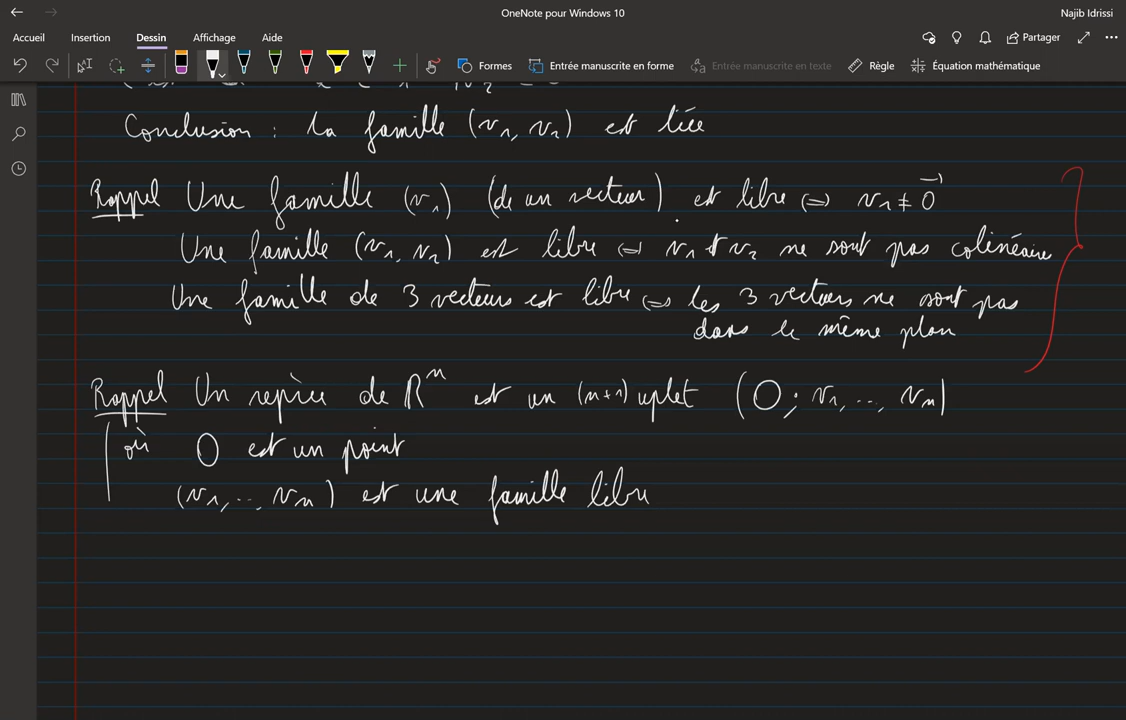 OneNote pour Windows 10
Najib Idrissi
Accueil Insertion Dessin Affichage Aide
Partager
Formes Entrée manuscrite en forme Entrée manuscrite en texte Règle Équation mathématique
Conclusion : la famille (v₁, v₂) est liée
Rappel Une famille (v₁) (de un vecteur) est libre ⇔ v₁ ≠ 0⃗
Une famille (v₁, v₂) est libre ⇔ v₁ et v₂ ne sont pas colinéaires
Une famille de 3 vecteurs est libre ⇔ les 3 vecteurs ne sont pas
dans le même plan
Rappel Un repère de ℝⁿ est un (n+1) uplet (O ; v₁, ..., vₙ)
où O est un point
(v₁, .., vₙ) est une famille libre